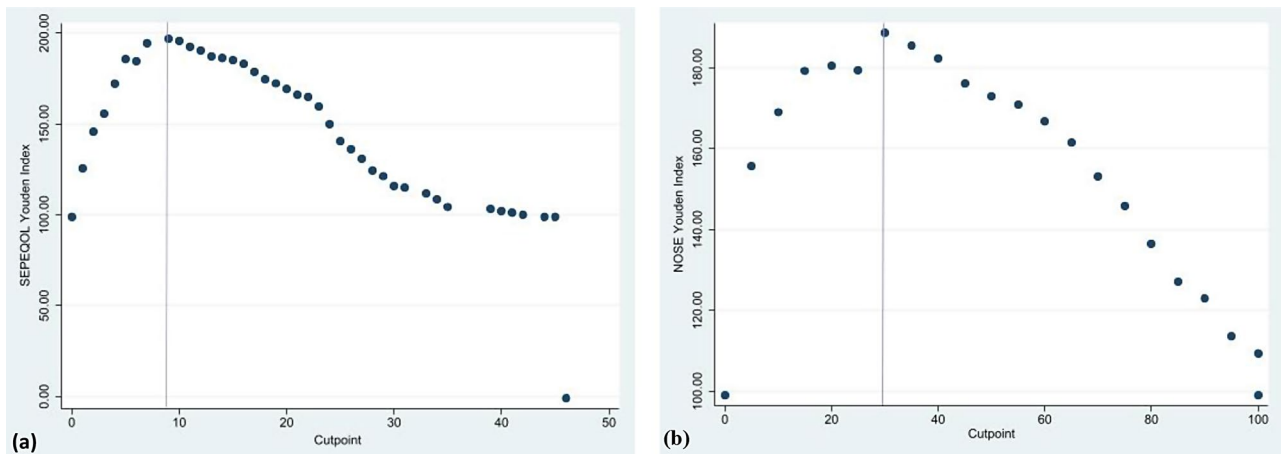 SEPEQOL Youden Index
200.00
150.00
100.00
50.00
0.00
0 10 20 30 40 50
Cutpoint
(a)
NOSE Youden Index
180.00
160.00
140.00
120.00
100.00
0 20 40 60 80 100
Cutpoint
(b)